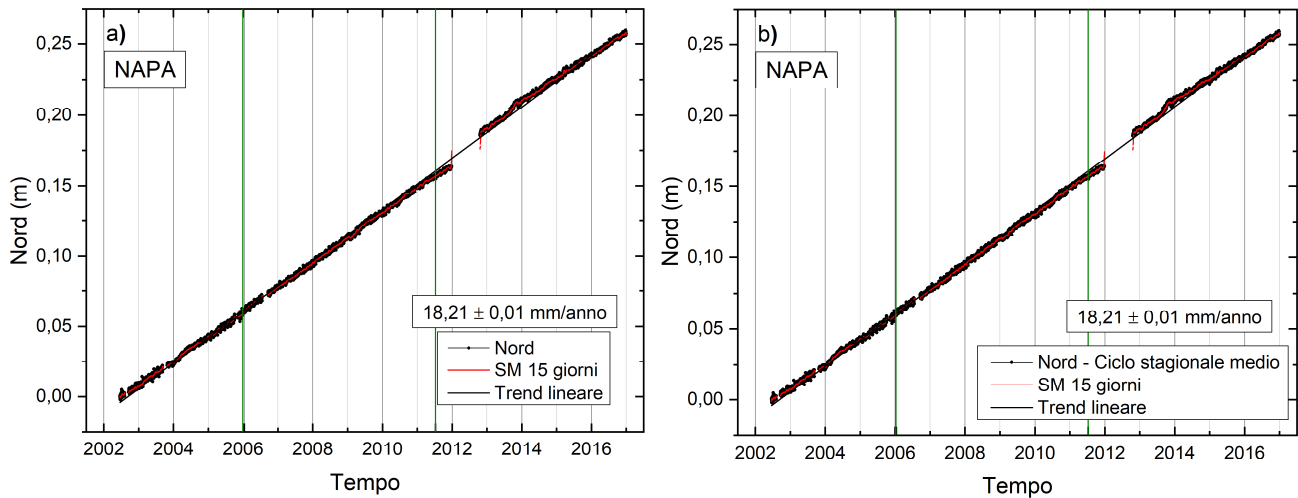 a)
NAPA
0,25
0,20
0,15
0,10
0,05
0,00
Nord (m)
18,21 ± 0,01 mm/anno
Nord
SM 15 giorni
Trend lineare
2002 2004 2006 2008 2010 2012 2014 2016
Tempo
b)
NAPA
0,25
0,20
0,15
0,10
0,05
0,00
Nord (m)
18,21 ± 0,01 mm/anno
Nord - Ciclo stagionale medio
SM 15 giorni
Trend lineare
2002 2004 2006 2008 2010 2012 2014 2016
Tempo